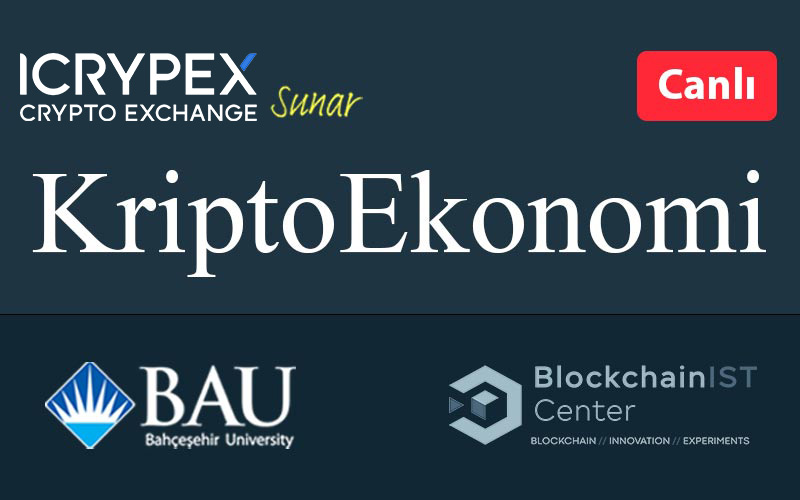 ICRYPEX
CRYPTO EXCHANGE
Sunar
Canlı
KriptoEkonomi
BAU
Bahçeşehir University
BlockchainIST
Center
BLOCKCHAIN // INNOVATION // EXPERIMENTS